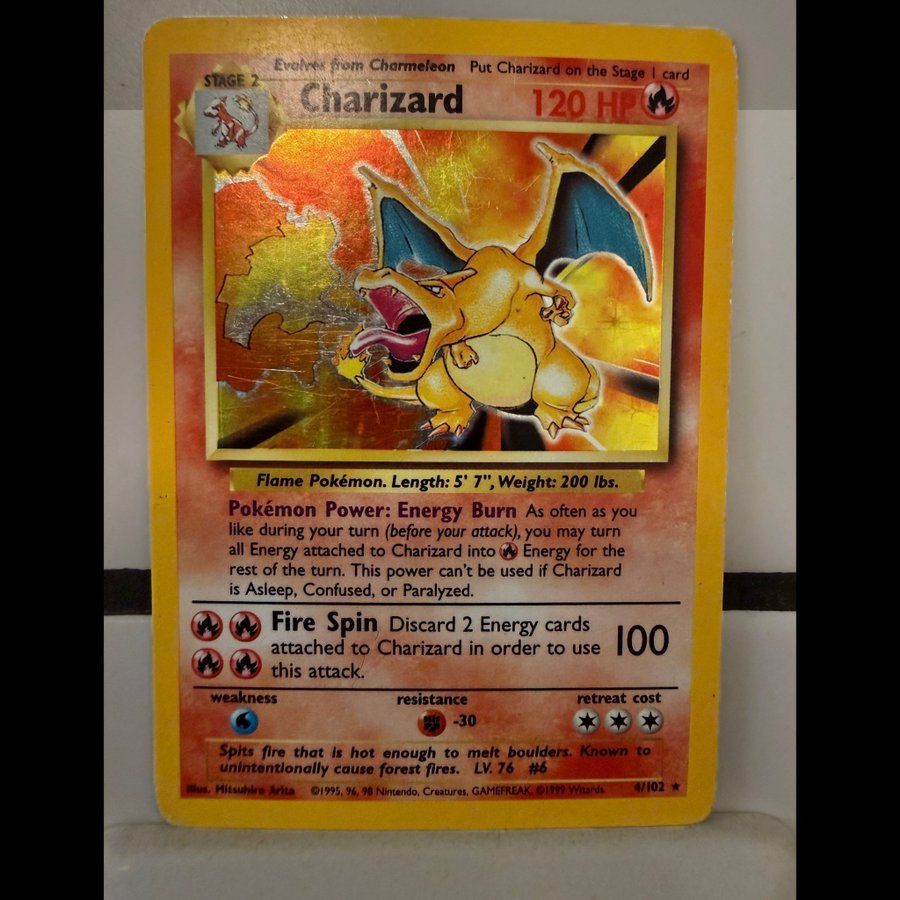 Evolves from Charmeleon Put Charizard on the Stage 1 card
STAGE 2
Charizard 120 HP
Flame Pokémon. Length: 5' 7", Weight: 200 lbs.
Pokémon Power: Energy Burn As often as you
like during your turn (before your attack), you may turn
all Energy attached to Charizard into Energy for the
rest of the turn. This power can't be used if Charizard
is Asleep, Confused, or Paralyzed.
Fire Spin Discard 2 Energy cards
attached to Charizard in order to use 100
this attack.
weakness resistance retreat cost
-30
Spits fire that is hot enough to melt boulders. Known to
unintentionally cause forest fires. LV. 76 #6
Illus. Mitsuhiro Arita ©1995, 96, 98 Nintendo, Creatures, GAMEFREAK. ©1999 Wizards. 4/102 ★